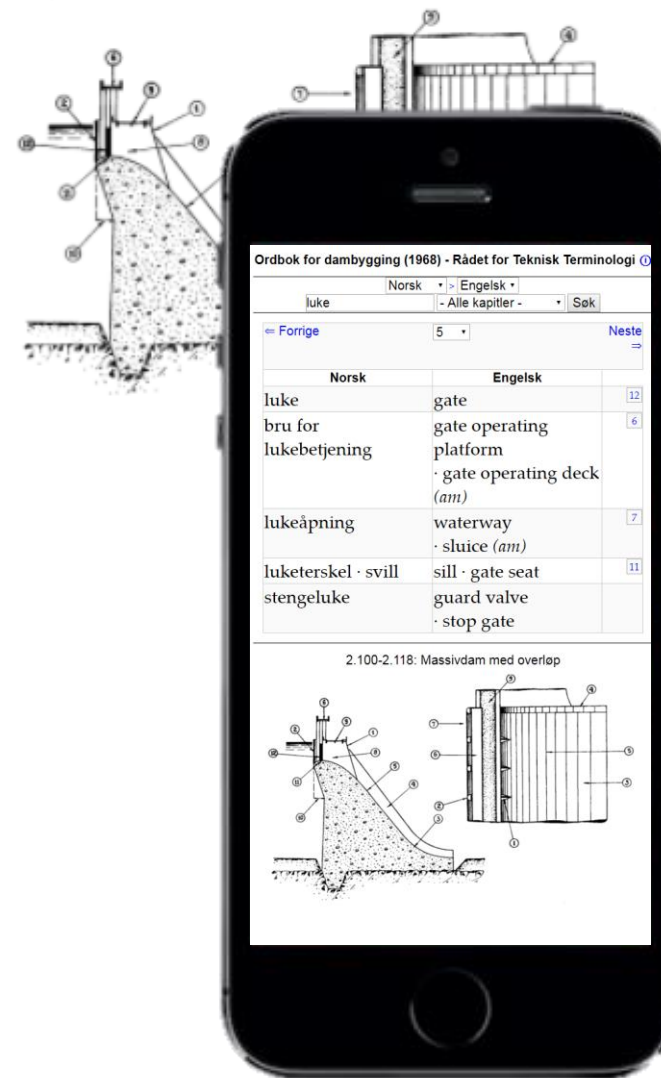 Ordbok for dambygging (1968) - Rådet for Teknisk Terminologi i
Norsk > Engelsk
luke - Alle kapitler - Søk
⇐ Forrige 5 Neste
⇒
Norsk Engelsk
luke gate 12
bru for gate operating 6
lukebetjening platform
· gate operating deck
(am)
lukeåpning waterway 7
· sluice (am)
luketerskel · svill sill · gate seat 11
stengeluke guard valve
· stop gate
2.100-2.118: Massivdam med overløp